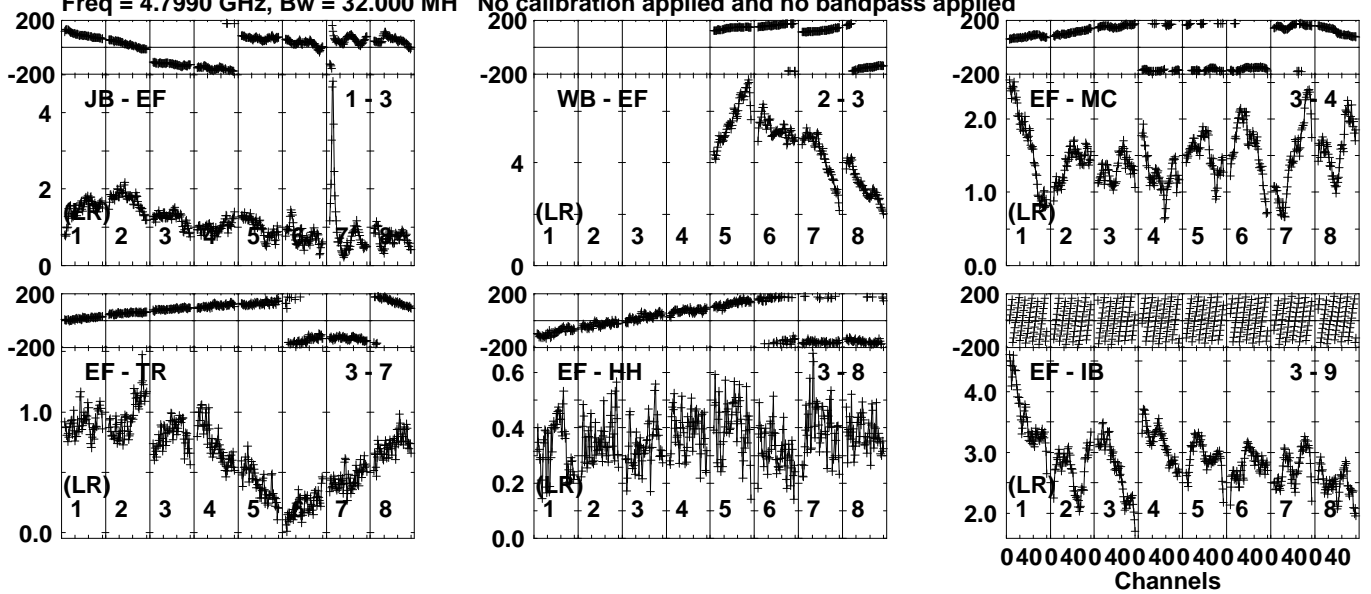 Freq = 4.7990 GHz, Bw = 32.000 MH No calibration applied and no bandpass applied
200
-200
JB - EF 1 - 3
4
2
0
(LR)
1 2 3 4 5 6 7 8
200
-200
WB - EF 2 - 3
4
2
0
(LR)
1 2 3 4 5 6 7 8
200
-200
EF - MC 3 - 4
2.0
1.0
0.0
(LR)
1 2 3 4 5 6 7 8
200
-200
EF - TR 3 - 7
1.0
0.0
(LR)
1 2 3 4 5 6 7 8
200
-200
EF - HH 3 - 8
0.6
0.4
0.2
0.0
(LR)
1 2 3 4 5 6 7 8
200
-200
EF - IB 3 - 9
4.0
3.0
2.0
(LR)
1 2 3 4 5 6 7 8
0 40 0 40 0 40 0 40 0 40 0 40 0 40 0 40
Channels